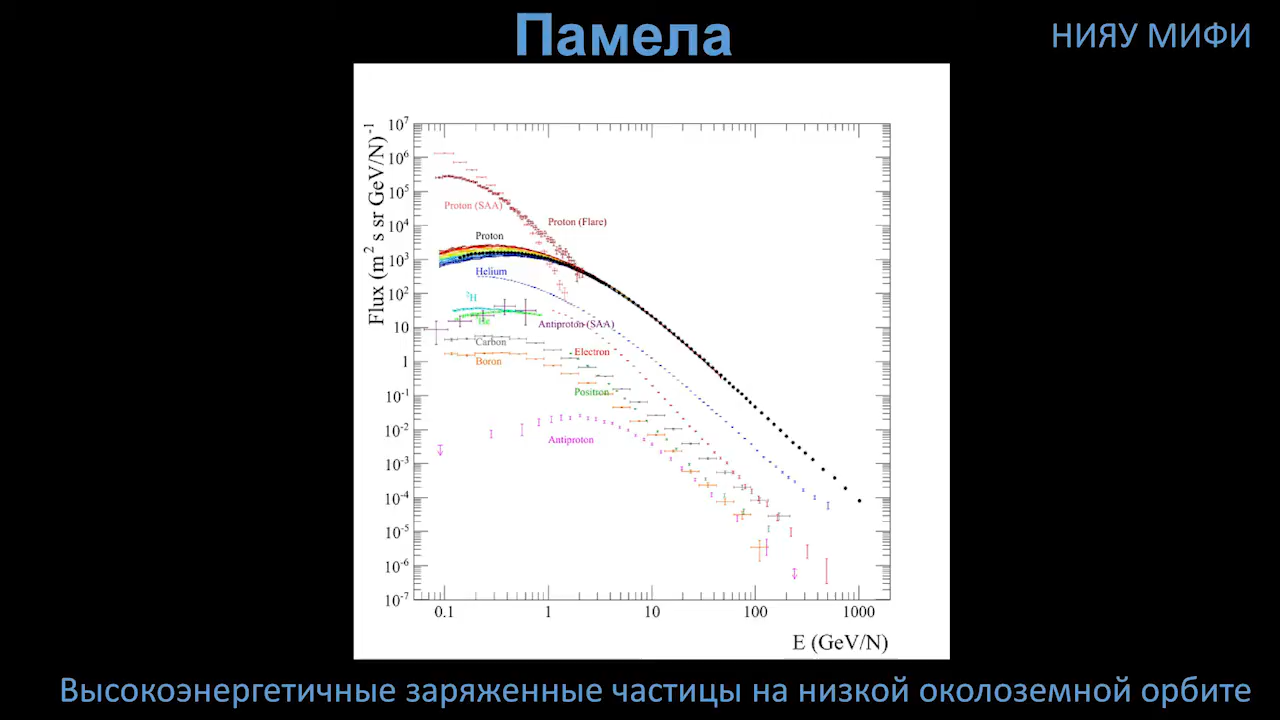 Памела
НИЯУ МИФИ
Flux (m² s sr GeV/N)⁻¹
10⁷
10⁶
10⁵
10⁴
10³
10²
10
1
10⁻¹
10⁻²
10⁻³
10⁻⁴
10⁻⁵
10⁻⁶
10⁻⁷
Proton (SAA)
Proton (Flare)
Proton
Helium
²H
Antiproton (SAA)
Carbon
Electron
Boron
Positron
Antiproton
0.1 1 10 100 1000
E (GeV/N)
Высокоэнергетичные заряженные частицы на низкой околоземной орбите